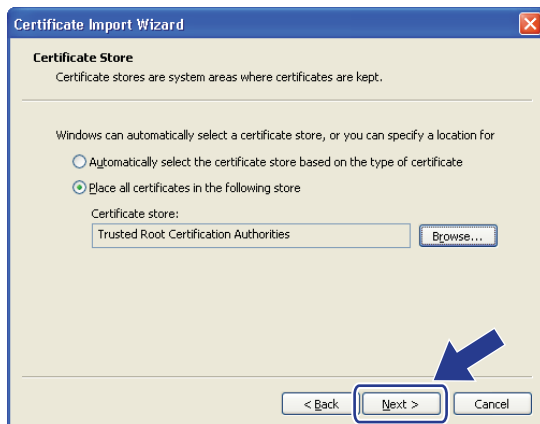 Certificate Import Wizard
Certificate Store
Certificate stores are system areas where certificates are kept.
Windows can automatically select a certificate store, or you can specify a location for
Automatically select the certificate store based on the type of certificate
Place all certificates in the following store
Certificate store:
Trusted Root Certification Authorities
Browse...
< Back
Next >
Cancel